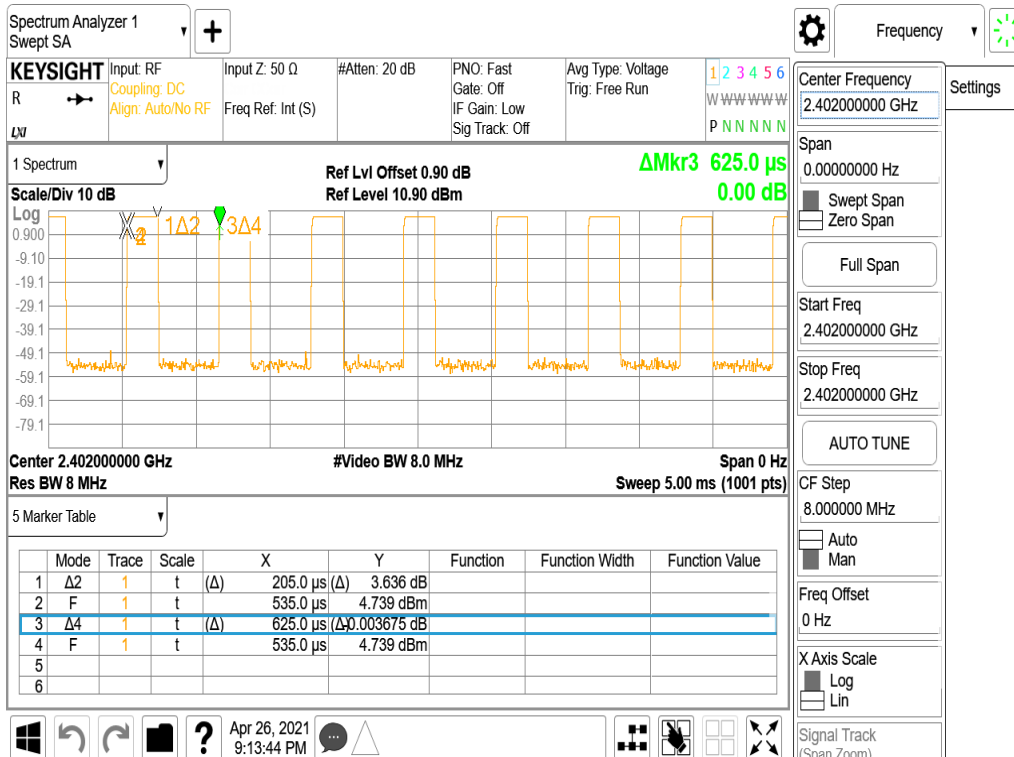 Spectrum Analyzer 1
Swept SA
+
Frequency
KEYSIGHT
R
LXI
Input: RF
Coupling: DC
Align: Auto/No RF
Input Z: 50 Ω
Freq Ref: Int (S)
#Atten: 20 dB
PNO: Fast
Gate: Off
IF Gain: Low
Sig Track: Off
Avg Type: Voltage
Trig: Free Run
1 2 3 4 5 6
W W W W W W
P N N N N N
1 Spectrum
Scale/Div 10 dB
Ref Lvl Offset 0.90 dB
Ref Level 10.90 dBm
ΔMkr3 625.0 µs
0.00 dB
Log
0.900
-9.10
-19.1
-29.1
-39.1
-49.1
-59.1
-69.1
-79.1
1Δ2
3Δ4
Center 2.402000000 GHz
#Video BW 8.0 MHz
Span 0 Hz
Res BW 8 MHz
Sweep 5.00 ms (1001 pts)
5 Marker Table
Mode Trace Scale X Y Function Function Width Function Value
1 Δ2 1 t (Δ) 205.0 µs (Δ) 3.636 dB
2 F 1 t 535.0 µs 4.739 dBm
3 Δ4 1 t (Δ) 625.0 µs (Δ) -0.003675 dB
4 F 1 t 535.0 µs 4.739 dBm
5
6
?
Apr 26, 2021
9:13:44 PM
Center Frequency
2.402000000 GHz
Settings
Span
0.00000000 Hz
Swept Span
Zero Span
Full Span
Start Freq
2.402000000 GHz
Stop Freq
2.402000000 GHz
AUTO TUNE
CF Step
8.000000 MHz
Auto
Man
Freq Offset
0 Hz
X Axis Scale
Log
Lin
Signal Track
(Span Zoom)